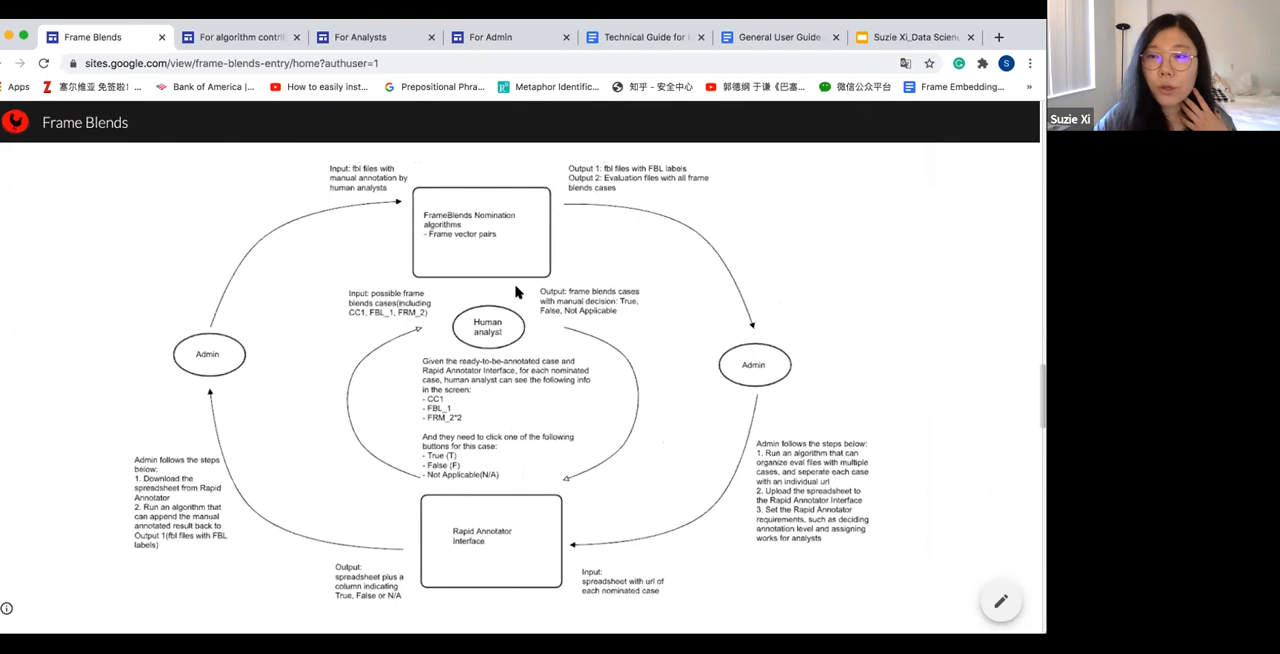 Frame Blends
For algorithm contri
For Analysts
For Admin
Technical Guide for
General User Guide
Suzie Xi_Data Scien
sites.google.com/view/frame-blends-entry/home?authuser=1
S
Apps
塞尔维亚 免签啦！...
Bank of America |...
How to easily inst...
Prepositional Phra...
Metaphor Identific...
知乎 - 安全中心
郭德纲 于谦《巴塞...
微信公众平台
Frame Embedding...
»
Suzie Xi
Frame Blends
Input: fbl files with
manual annotation by
human analysts
Output 1: fbl files with FBL labels
Output 2: Evaluation files with all frame
blends cases
FrameBlends Nomination
algorithms
- Frame vector pairs
Input: possible frame
blends cases(including
CC1, FBL_1, FRM_2)
Output: frame blends cases
with manual decision: True,
False, Not Applicable
Human
analyst
Admin
Admin
Given the ready-to-be-annotated case and
Rapid Annotator Interface, for each nominated
case, human analyst can see the following info
in the screen:
- CC1
- FBL_1
- FRM_2*2
And they need to click one of the following
buttons for this case:
- True (T)
- False (F)
- Not Applicable(N/A)
Admin follows the steps
below:
1. Download the
spreadsheet from Rapid
Annotator
2. Run an algorithm that
can append the manual
annotated result back to
Output 1(fbl files with FBL
labels)
Admin follows the steps below:
1. Run an algorithm that can
organize eval files with multiple
cases, and seperate each case
with an individual url
2. Upload the spreadsheet to
the Rapid Annotator Interface
3. Set the Rapid Annotator
requirements, such as deciding
annotation level and assigning
works for analysts
Rapid Annotator
Interface
Output:
spreadsheet plus a
column indicating
True, False or N/A
Input:
spreadsheet with url of
each nominated case